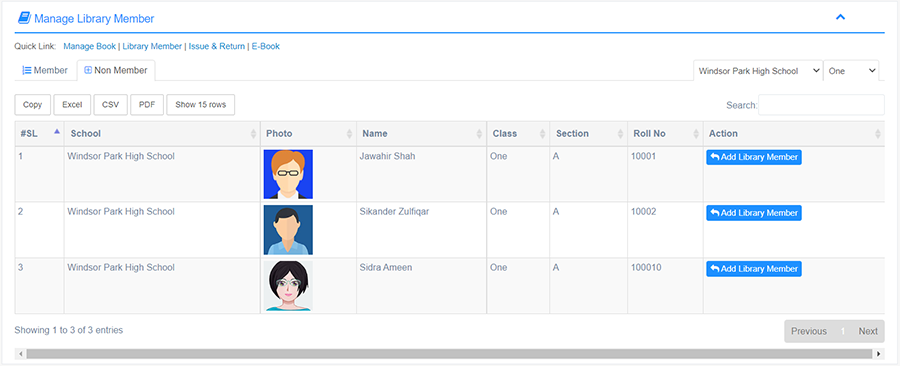 Manage Library Member
Quick Link: Manage Book | Library Member | Issue & Return | E-Book
Member Non Member Windsor Park High School One
Copy Excel CSV PDF Show 15 rows Search:
#SL School Photo Name Class Section Roll No Action
1 Windsor Park High School Jawahir Shah One A 10001 Add Library Member
2 Windsor Park High School Sikander Zulfiqar One A 10002 Add Library Member
3 Windsor Park High School Sidra Ameen One A 100010 Add Library Member
Showing 1 to 3 of 3 entries Previous 1 Next